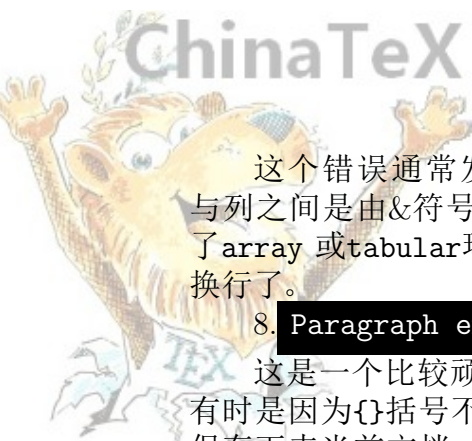 ChinaTeX
这个错误通常发
与列之间是由&符号
了array 或tabular
换行了。
8. Paragraph e
这是一个比较顽
TEX
有时是因为{}括号不